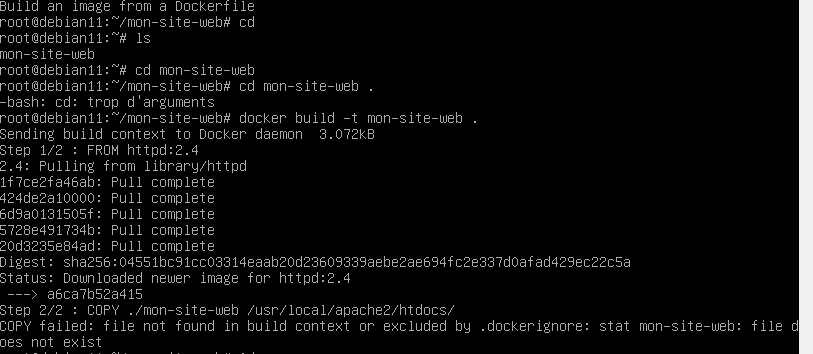 Build an image from a Dockerfile
root@debian11:~/mon-site-web# cd
root@debian11:~# ls
mon-site-web
root@debian11:~# cd mon-site-web
root@debian11:~/mon-site-web# cd mon-site-web .
-bash: cd: trop d'arguments
root@debian11:~/mon-site-web# docker build -t mon-site-web .
Sending build context to Docker daemon  3.072kB
Step 1/2 : FROM httpd:2.4
2.4: Pulling from library/httpd
1f7ce2fa46ab: Pull complete
424de2a10000: Pull complete
6d9a0131505f: Pull complete
5728e491734b: Pull complete
20d3235e84ad: Pull complete
Digest: sha256:04551bc91cc03314eaab20d23609339aebe2ae694fc2e337d0afad429ec22c5a
Status: Downloaded newer image for httpd:2.4
 ---> a6ca7b52a415
Step 2/2 : COPY ./mon-site-web /usr/local/apache2/htdocs/
COPY failed: file not found in build context or excluded by .dockerignore: stat mon-site-web: file d
oes not exist